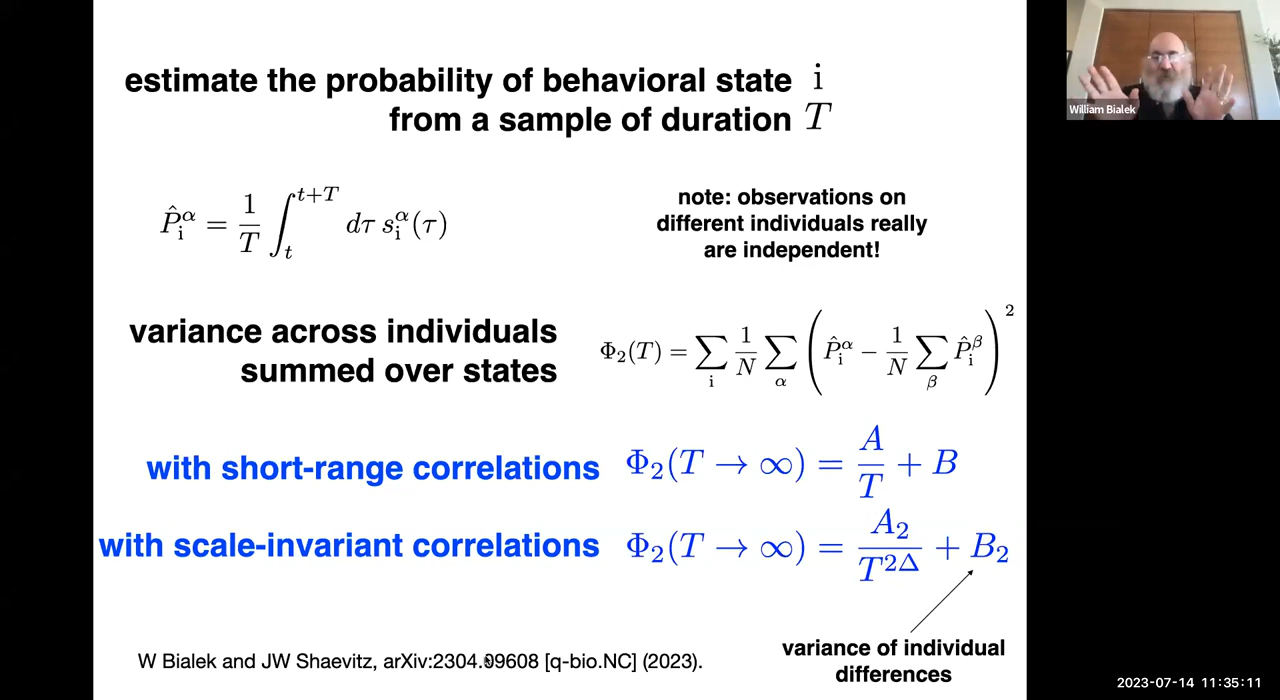 estimate the probability of behavioral state i
from a sample of duration T
William Bialek
P̂ᵢ^α = 1/T ∫ₜ^{t+T} dτ sᵢ^α(τ)
note: observations on
different individuals really
are independent!
variance across individuals
summed over states
Φ₂(T) = ∑ᵢ 1/N ∑_α ( P̂ᵢ^α − 1/N ∑_β P̂ᵢ^β )²
with short-range correlations Φ₂(T → ∞) = A/T + B
with scale-invariant correlations Φ₂(T → ∞) = A₂/T^{2Δ} + B₂
variance of individual
differences
W Bialek and JW Shaevitz, arXiv:2304.09608 [q-bio.NC] (2023).
2023-07-14 11:35:11